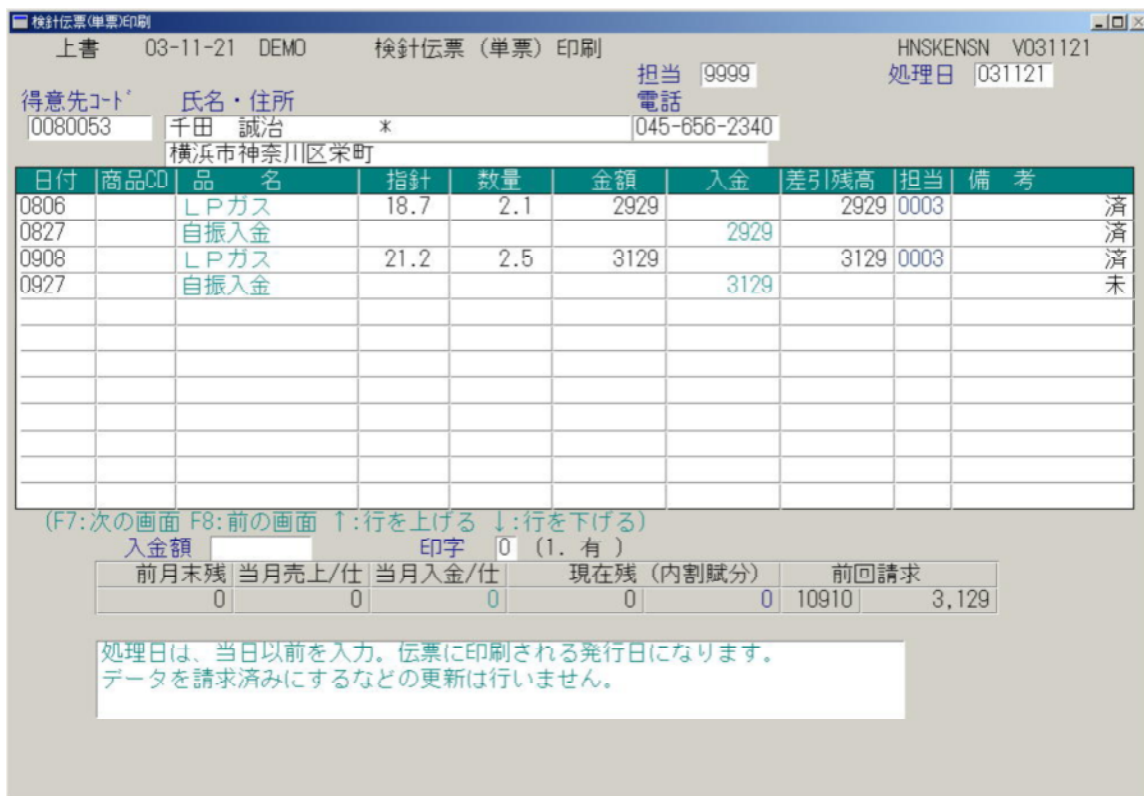 検針伝票(単票)印刷
上書 03-11-21 DEMO 検針伝票（単票）印刷 HNSKENSN V031121
担当 9999 処理日 031121
得意先ｺｰﾄﾞ 氏名・住所 電話
0080053 千田 誠治 * 045-656-2340
横浜市神奈川区栄町
日付 商品CD 品 名 指針 数量 金額 入金 差引残高 担当 備 考
0806 ＬＰガス 18.7 2.1 2929 2929 0003 済
0827 自振入金 2929 済
0908 ＬＰガス 21.2 2.5 3129 3129 0003 済
0927 自振入金 3129 未
(F7:次の画面 F8:前の画面 ↑:行を上げる ↓:行を下げる)
入金額 印字 0 (1. 有 )
前月末残 当月売上/仕 当月入金/仕 現在残 (内割賦分) 前回請求
0 0 0 0 0 10910 3,129
処理日は、当日以前を入力。伝票に印刷される発行日になります。
データを請求済みにするなどの更新は行いません。